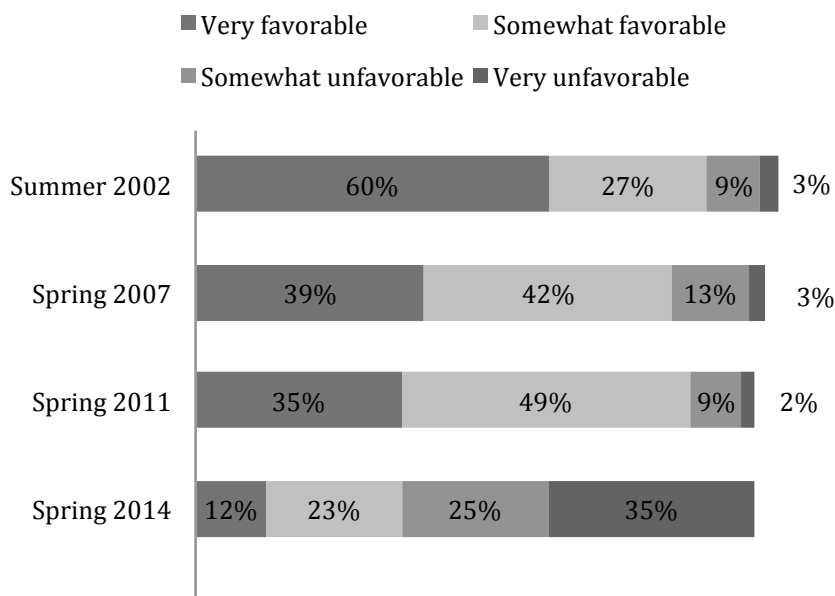 Very favorable Somewhat favorable
Somewhat unfavorable Very unfavorable
Summer 2002 60% 27% 9% 3%
Spring 2007 39% 42% 13% 3%
Spring 2011 35% 49% 9% 2%
Spring 2014 12% 23% 25% 35%